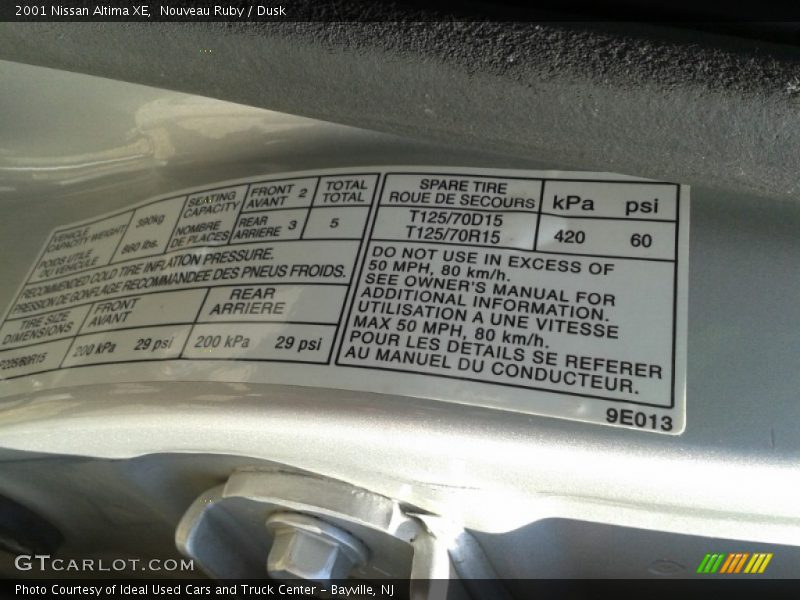 2001 Nissan Altima XE, Nouveau Ruby / Dusk
VEHICLE CAPACITY WEIGHT
POIDS UTILE DU VEHICULE
390kg
860 lbs.
SEATING CAPACITY
NOMBRE DE PLACES
FRONT AVANT 2
REAR ARRIERE 3
TOTAL
TOTAL
5
RECOMMENDED COLD TIRE INFLATION PRESSURE.
PRESSION DE GONFLAGE RECOMMANDEE DES PNEUS FROIDS.
TIRE SIZE
DIMENSIONS
FRONT
AVANT
REAR
ARRIERE
P205/60R15
200 kPa 29 psi
200 kPa 29 psi
SPARE TIRE
ROUE DE SECOURS
kPa psi
T125/70D15
T125/70R15
420 60
DO NOT USE IN EXCESS OF
50 MPH, 80 km/h.
SEE OWNER'S MANUAL FOR
ADDITIONAL INFORMATION.
UTILISATION A UNE VITESSE
MAX 50 MPH, 80 km/h.
POUR LES DETAILS SE REFERER
AU MANUEL DU CONDUCTEUR.
9E013
GTCARLOT.COM
Photo Courtesy of Ideal Used Cars and Truck Center - Bayville, NJ